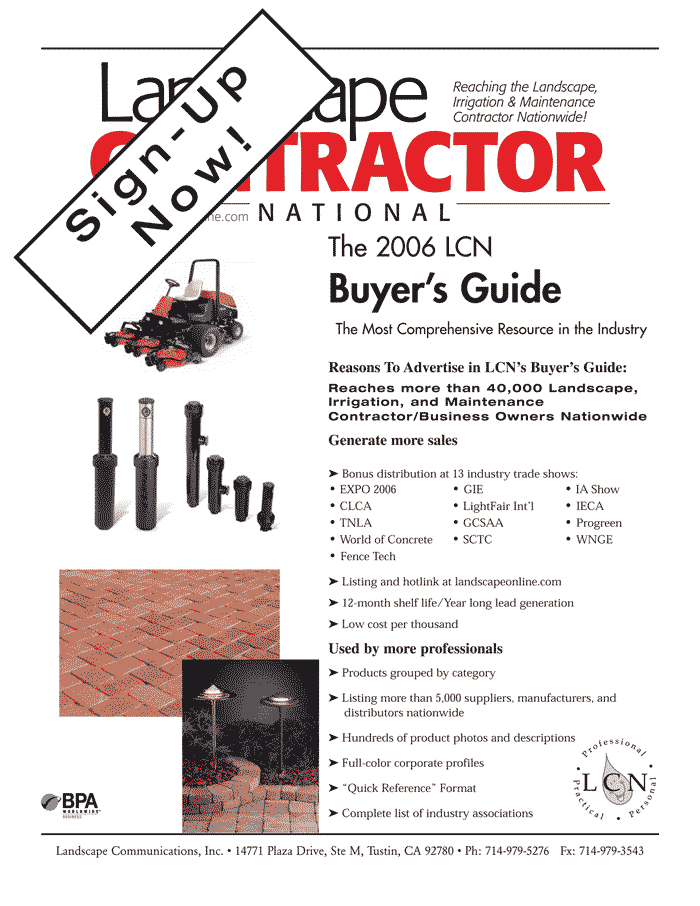 Sign-Up
Now!
Landscape
Reaching the Landscape,
Irrigation & Maintenance
Contractor Nationwide!
CONTRACTOR
ne.com NATIONAL
The 2006 LCN
Buyer's Guide
The Most Comprehensive Resource in the Industry
Reasons To Advertise in LCN's Buyer's Guide:
Reaches more than 40,000 Landscape,
Irrigation, and Maintenance
Contractor/Business Owners Nationwide
Generate more sales
➤ Bonus distribution at 13 industry trade shows:
• EXPO 2006 • GIE • IA Show
• CLCA • LightFair Int'l • IECA
• TNLA • GCSAA • Progreen
• World of Concrete • SCTC • WNGE
• Fence Tech
➤ Listing and hotlink at landscapeonline.com
➤ 12-month shelf life/Year long lead generation
➤ Low cost per thousand
Used by more professionals
➤ Products grouped by category
➤ Listing more than 5,000 suppliers, manufacturers, and
distributors nationwide
➤ Hundreds of product photos and descriptions
➤ Full-color corporate profiles
➤ "Quick Reference" Format
➤ Complete list of industry associations
• Professional • Personal • Practical
LCN
BPA
WORLDWIDE
BUSINESS
Landscape Communications, Inc. • 14771 Plaza Drive, Ste M, Tustin, CA 92780 • Ph: 714-979-5276 Fx: 714-979-3543